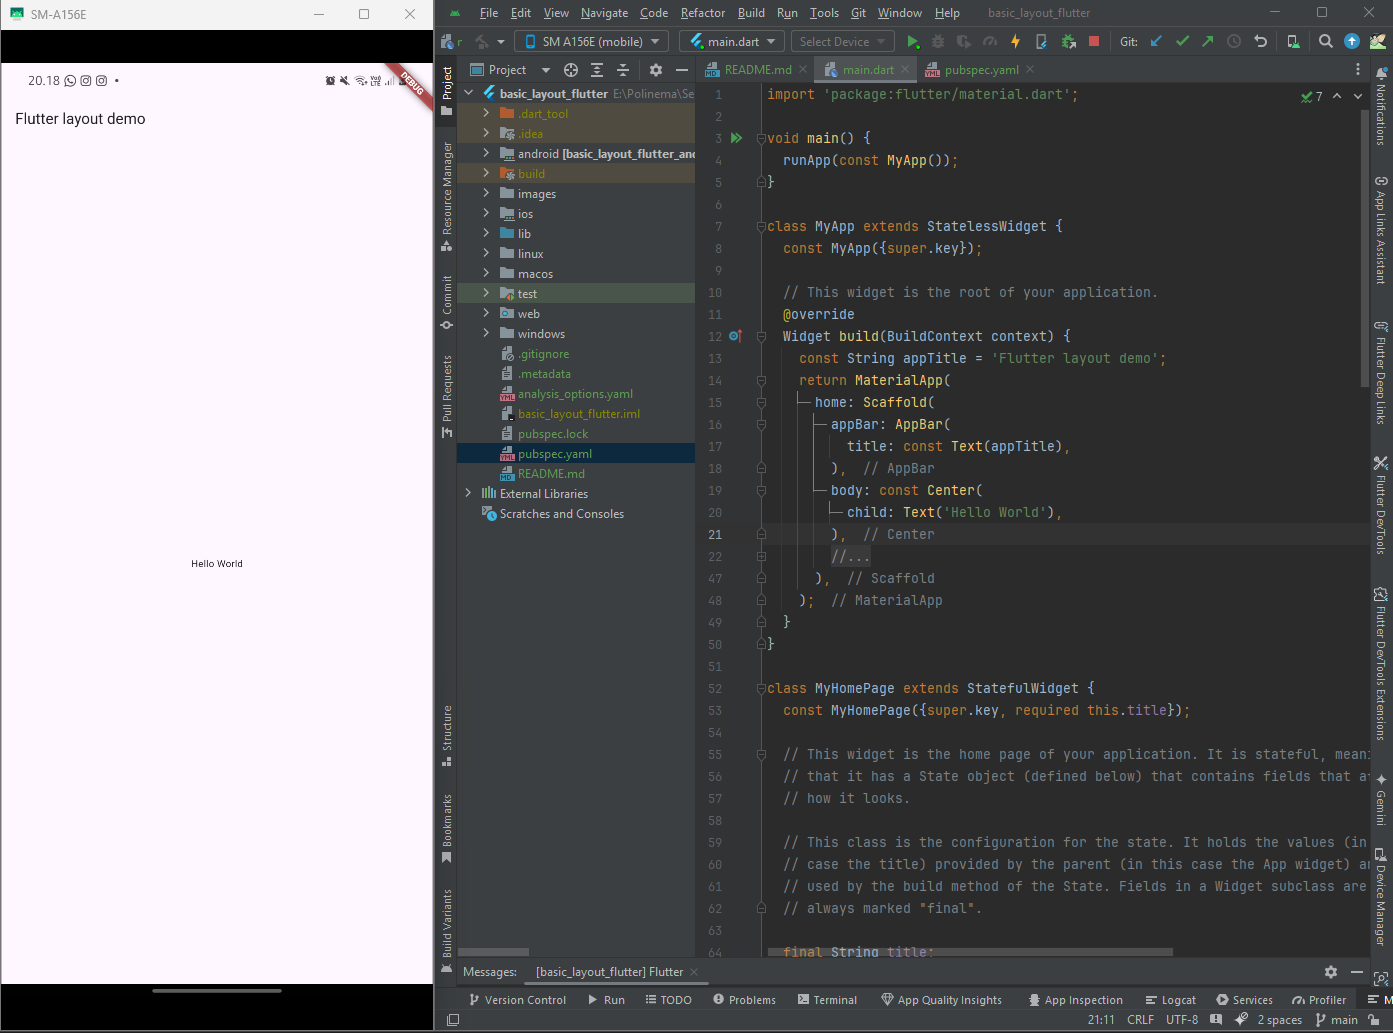 SM-A156E
20.18
DEBUG
Flutter layout demo
Hello World
File Edit View Navigate Code Refactor Build Run Tools Git Window Help basic_layout_flutter
SM A156E (mobile) main.dart Select Device Git:
Project README.md main.dart pubspec.yaml
basic_layout_flutter E:\Polinema\Se
.dart_tool
.idea
android [basic_layout_flutter_and
build
images
ios
lib
linux
macos
test
web
windows
.gitignore
.metadata
analysis_options.yaml
basic_layout_flutter.iml
pubspec.lock
pubspec.yaml
README.md
External Libraries
Scratches and Consoles
Project
Resource Manager
Commit
Pull Requests
Structure
Bookmarks
Build Variants
7
1 import 'package:flutter/material.dart';
2
3 void main() {
4 runApp(const MyApp());
5 }
6
7 class MyApp extends StatelessWidget {
8 const MyApp({super.key});
9
10 // This widget is the root of your application.
11 @override
12 Widget build(BuildContext context) {
13 const String appTitle = 'Flutter layout demo';
14 return MaterialApp(
15 home: Scaffold(
16 appBar: AppBar(
17 title: const Text(appTitle),
18 ), // AppBar
19 body: const Center(
20 child: Text('Hello World'),
21 ), // Center
22 //...
47 ), // Scaffold
48 ); // MaterialApp
49 }
50 }
51
52 class MyHomePage extends StatefulWidget {
53 const MyHomePage({super.key, required this.title});
54
55 // This widget is the home page of your application. It is stateful, meani
56 // that it has a State object (defined below) that contains fields that af
57 // how it looks.
58
59 // This class is the configuration for the state. It holds the values (in
60 // case the title) provided by the parent (in this case the App widget) an
61 // used by the build method of the State. Fields in a Widget subclass are
62 // always marked "final".
63
64 final String title;
Notifications
App Links Assistant
Flutter Deep Links
Flutter DevTools
Flutter DevTools Extensions
Gemini
Device Manager
Messages: [basic_layout_flutter] Flutter
Version Control Run TODO Problems Terminal App Quality Insights App Inspection Logcat Services Profiler M
21:11 CRLF UTF-8 2 spaces main